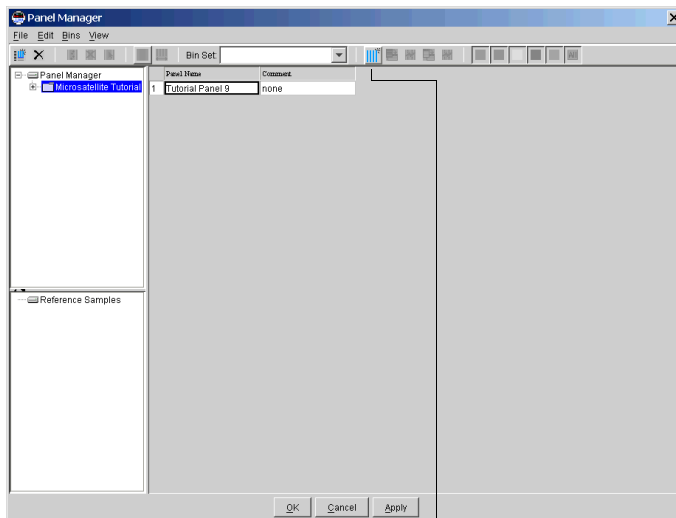 Panel Manager
File Edit Bins View
Bin Set:
Panel Manager
Microsatellite Tutorial
Panel Name Comment
1 Tutorial Panel 9 none
Reference Samples
OK Cancel Apply